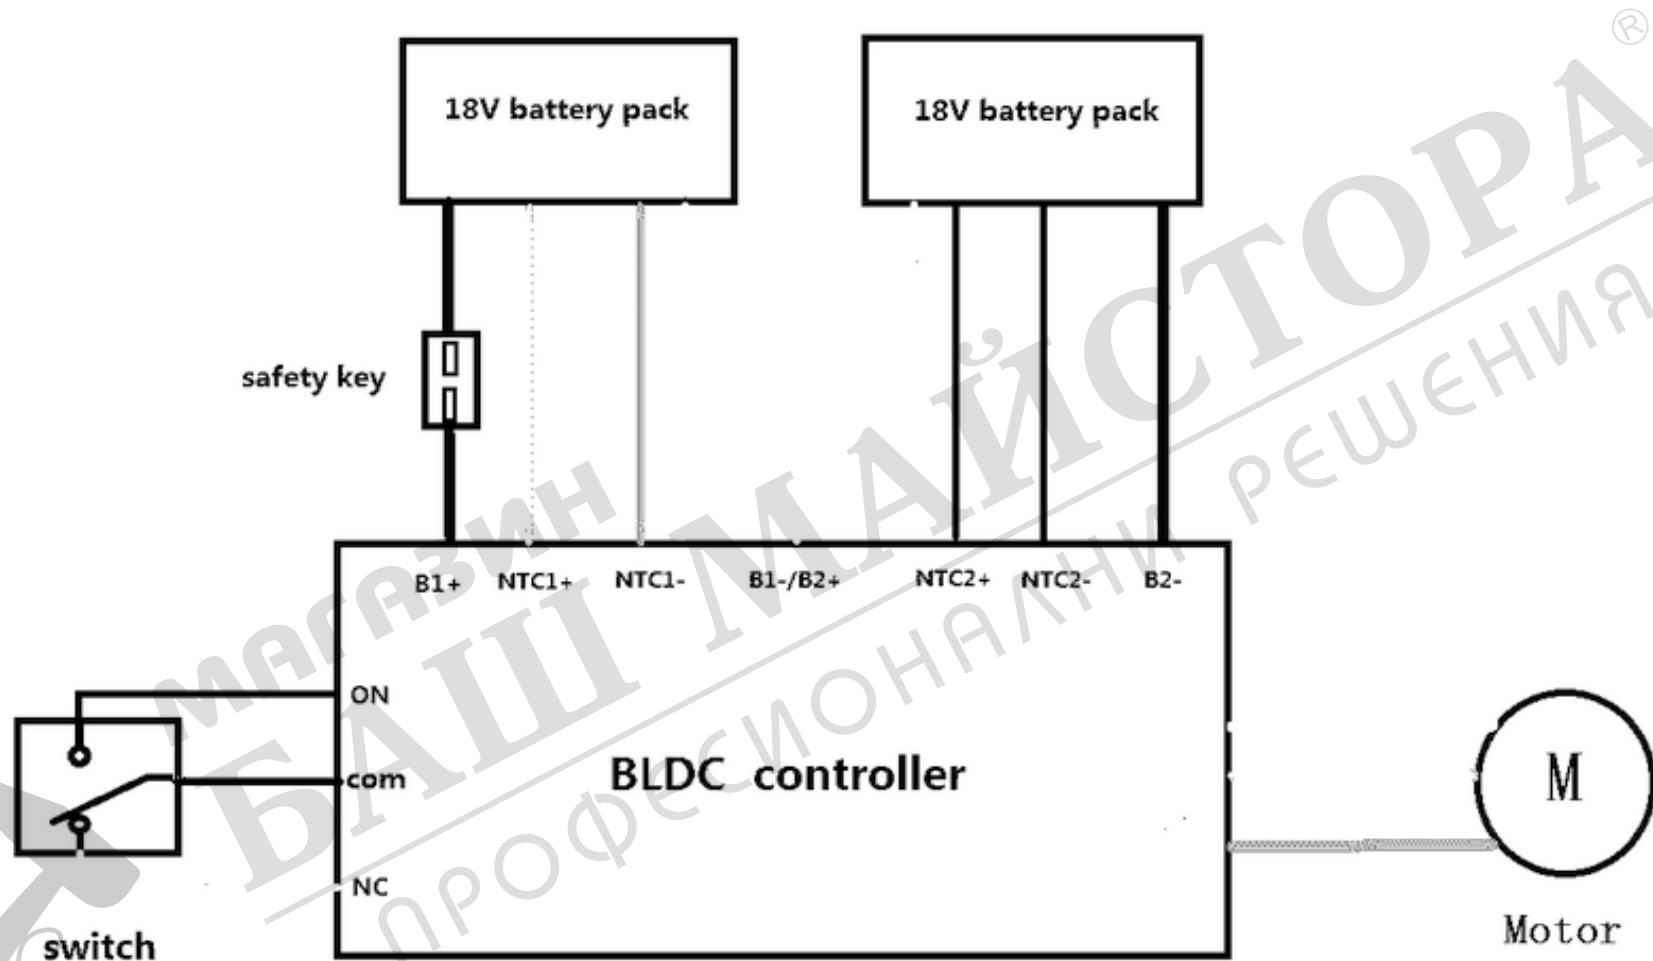 ®
18V battery pack
18V battery pack
safety key
B1+
NTC1+
NTC1-
B1-/B2+
NTC2+
NTC2-
B2-
ON
com
NC
BLDC controller
switch
M
Motor
МАГАЗИН
БАШ МАЙСТОРА
ПРОФЕСИОНАЛНИ РЕШЕНИЯ